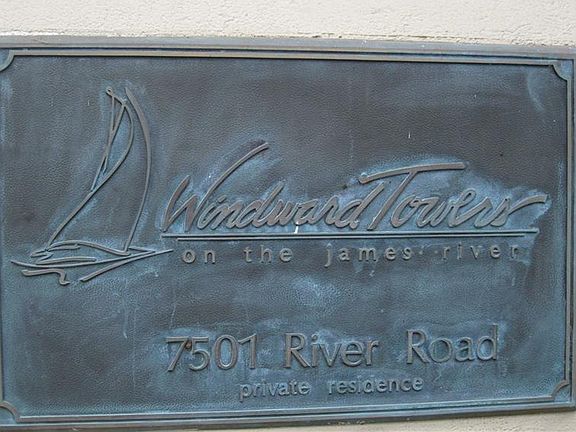 Windward Towers
on the james river
7501 River Road
private residence